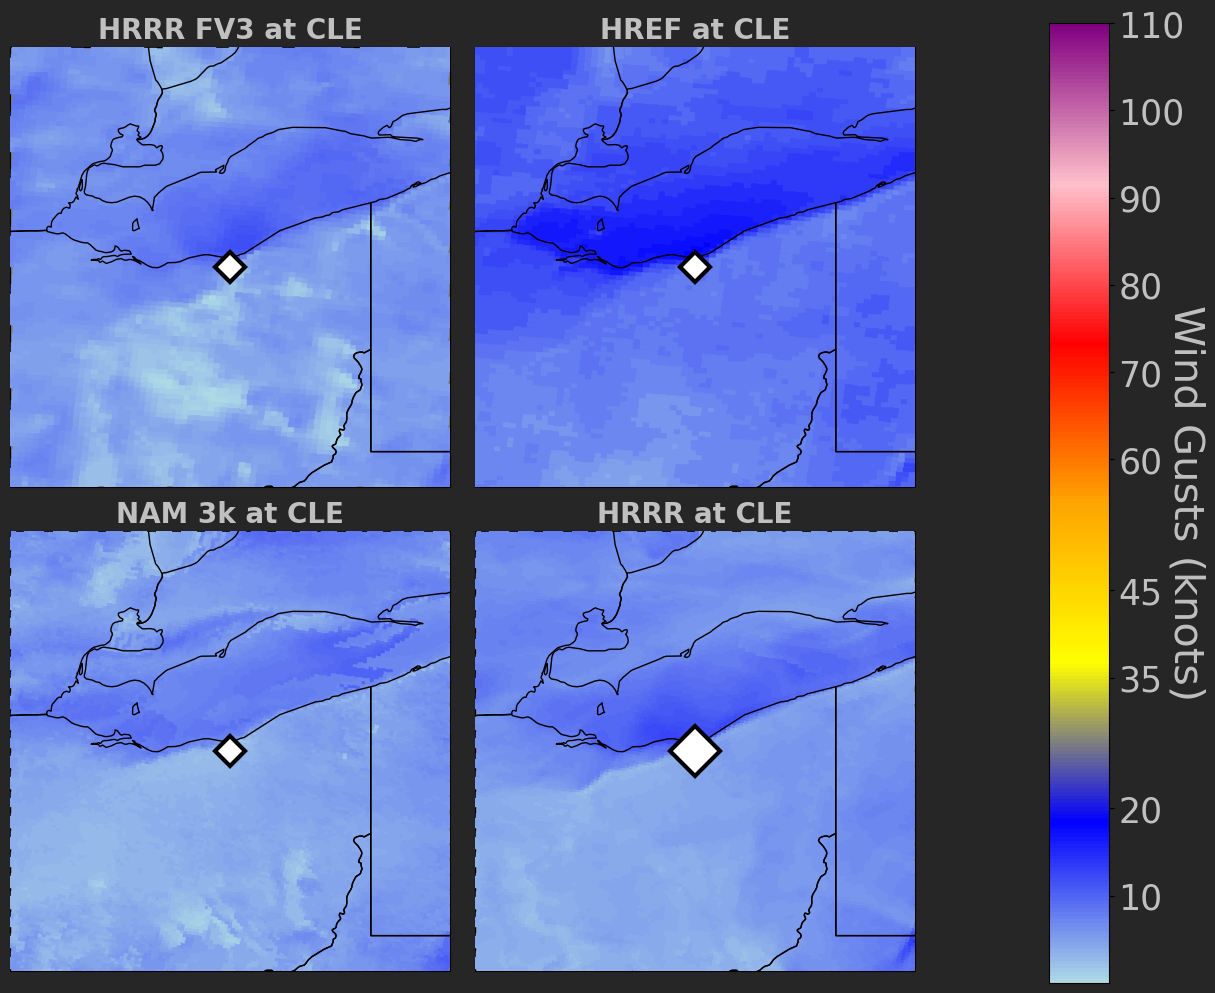 HRRR FV3 at CLE
HREF at CLE
NAM 3k at CLE
HRRR at CLE
110
100
90
80
70
60
45
35
20
10
Wind Gusts (knots)